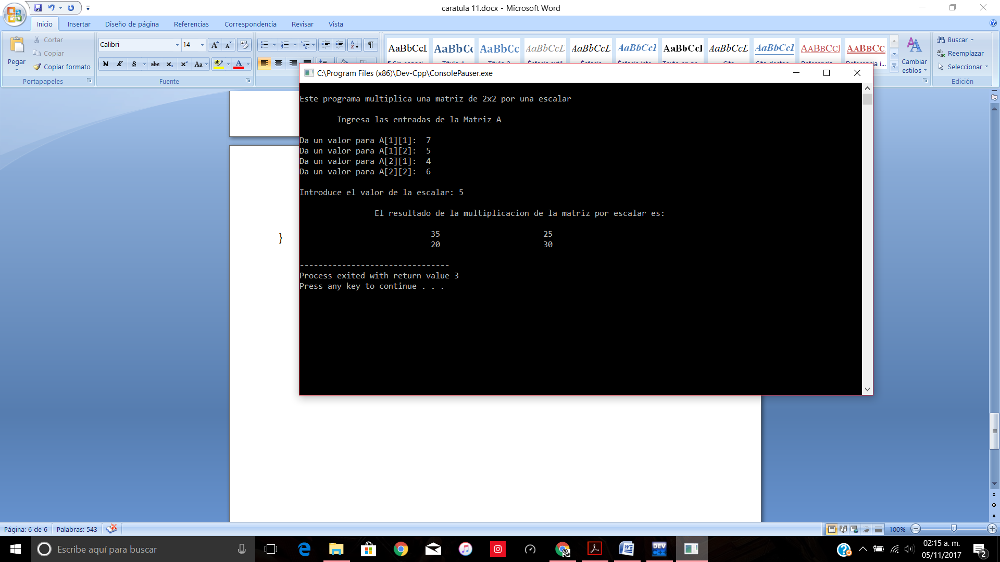 caratula 11.docx - Microsoft Word
Inicio Insertar Diseño de página Referencias Correspondencia Revisar Vista
Pegar
Cortar
Copiar
Copiar formato
Portapapeles
Calibri 14
N K S abc x₂ x² Aa
Fuente
AaBbCcI AaBbCc AaBbCc AaBbCcL AaBbCcL AaBbCcI AaBbCcI AaBbCcL AaBbCcI AABBCCI AABBCC
Cambiar estilos
Buscar
Reemplazar
Seleccionar
Edición
C:\Program Files (x86)\Dev-Cpp\ConsolePauser.exe
Este programa multiplica una matriz de 2x2 por una escalar
Ingresa las entradas de la Matriz A
Da un valor para A[1][1]: 7
Da un valor para A[1][2]: 5
Da un valor para A[2][1]: 4
Da un valor para A[2][2]: 6
Introduce el valor de la escalar: 5
El resultado de la multiplicacion de la matriz por escalar es:
35 25
20 30
--------------------------------
Process exited with return value 3
Press any key to continue . . .
}
Página: 6 de 6 Palabras: 543
100%
Escribe aquí para buscar
DEV C++
02:15 a. m.
05/11/2017
2